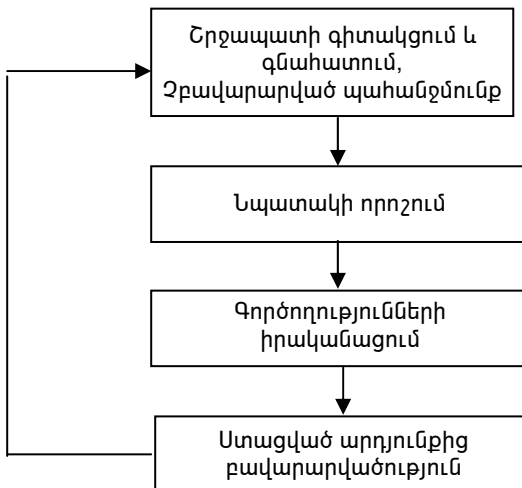 Շրջապատի գիտակցում և
գնահատում,
Չբավարարված պահանջմունք
Նպատակի որոշում
Գործողությունների
իրականացում
Ստացված արդյունքից
բավարարվածություն